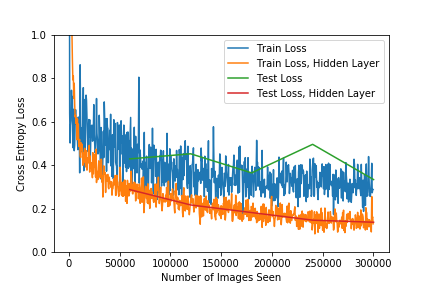 1.0
0.8
0.6
0.4
0.2
0.0
Cross Entropy Loss
Train Loss
Train Loss, Hidden Layer
Test Loss
Test Loss, Hidden Layer
0 50000 100000 150000 200000 250000 300000
Number of Images Seen